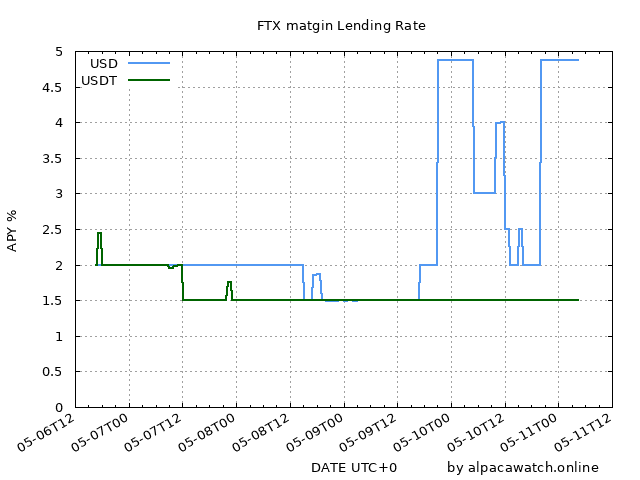 FTX matgin Lending Rate
USD
USDT
5
4.5
4
3.5
3
2.5
2
1.5
1
0.5
0
APY %
05-06T12
05-07T00
05-07T12
05-08T00
05-08T12
05-09T00
05-09T12
05-10T00
05-10T12
05-11T00
05-11T12
DATE UTC+0 by alpacawatch.online